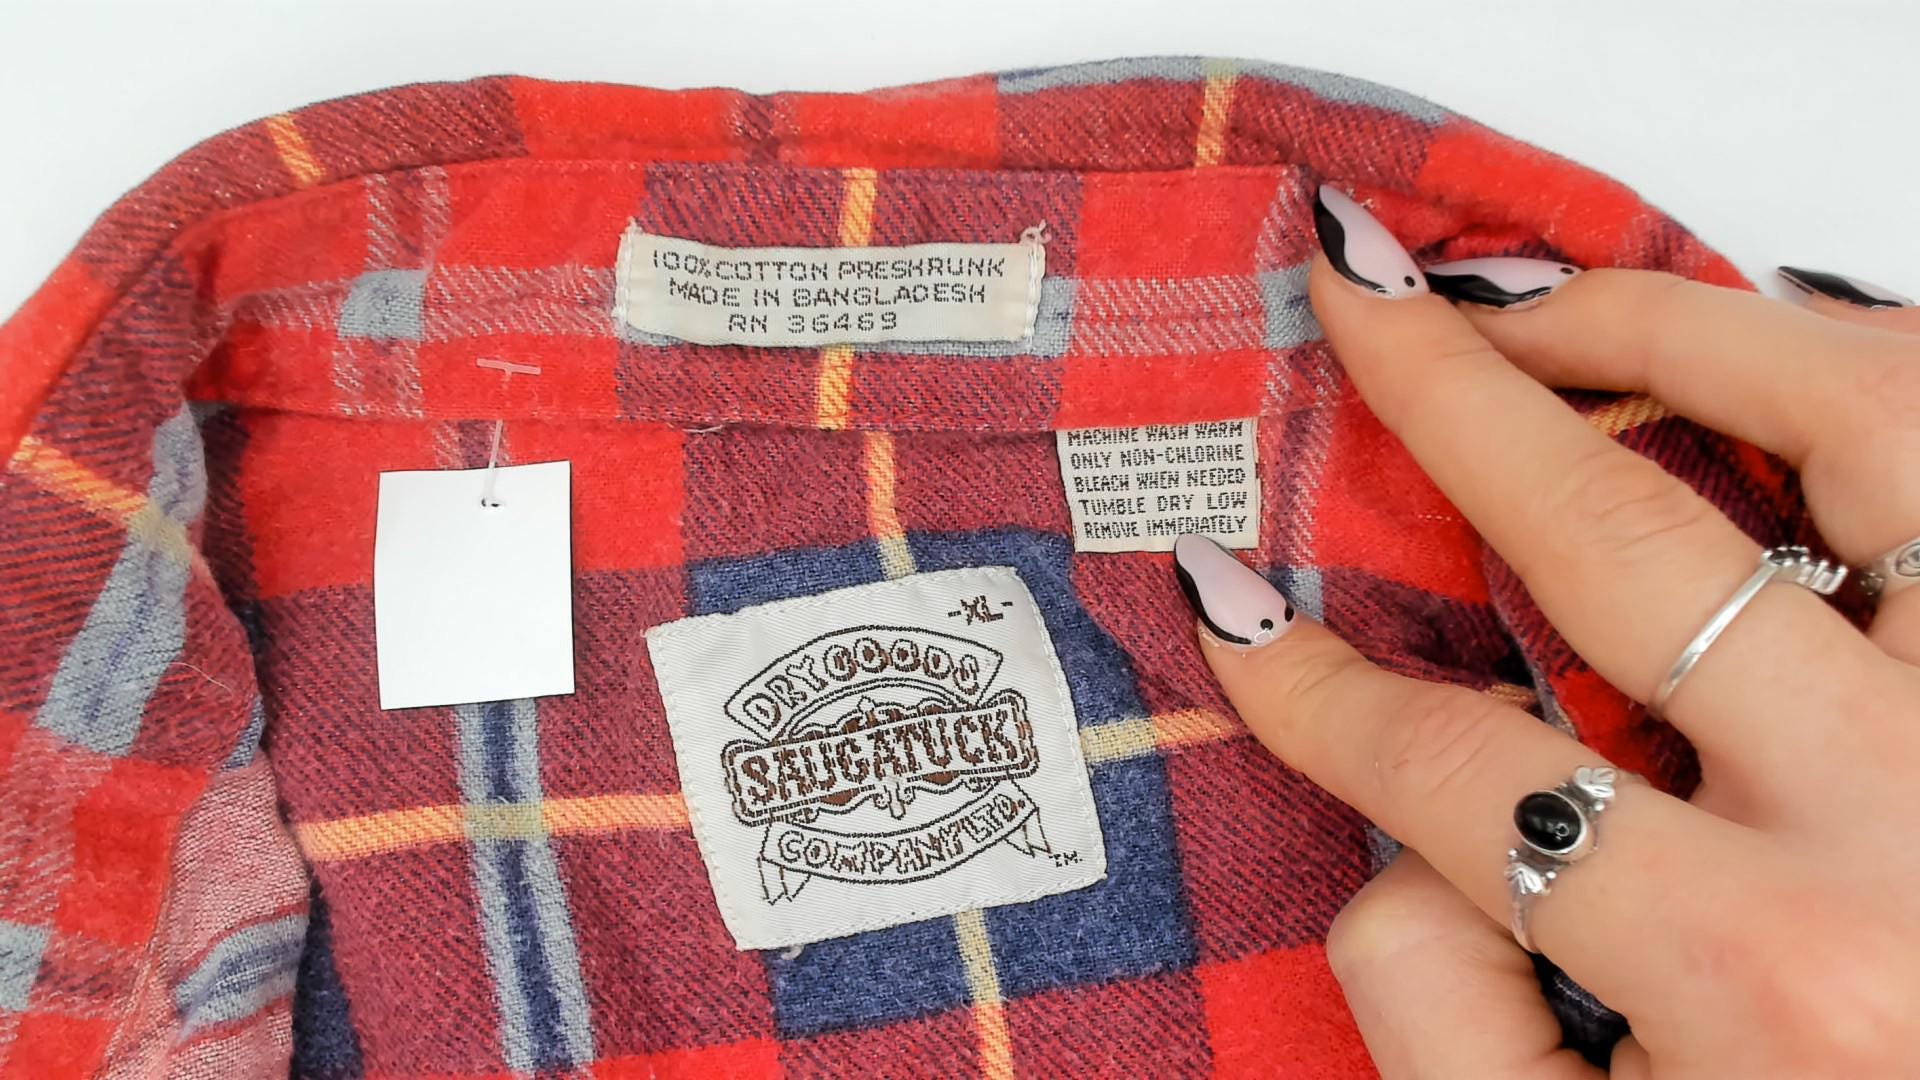 100% COTTON PRESHRUNK
MADE IN BANGLADESH
RN 36469
MACHINE WASH WARM
ONLY NON-CHLORINE
BLEACH WHEN NEEDED
TUMBLE DRY LOW
REMOVE IMMEDIATELY
-XL-
DRY GOODS
SAUGATUCK
COMPANY LTD.
TM.